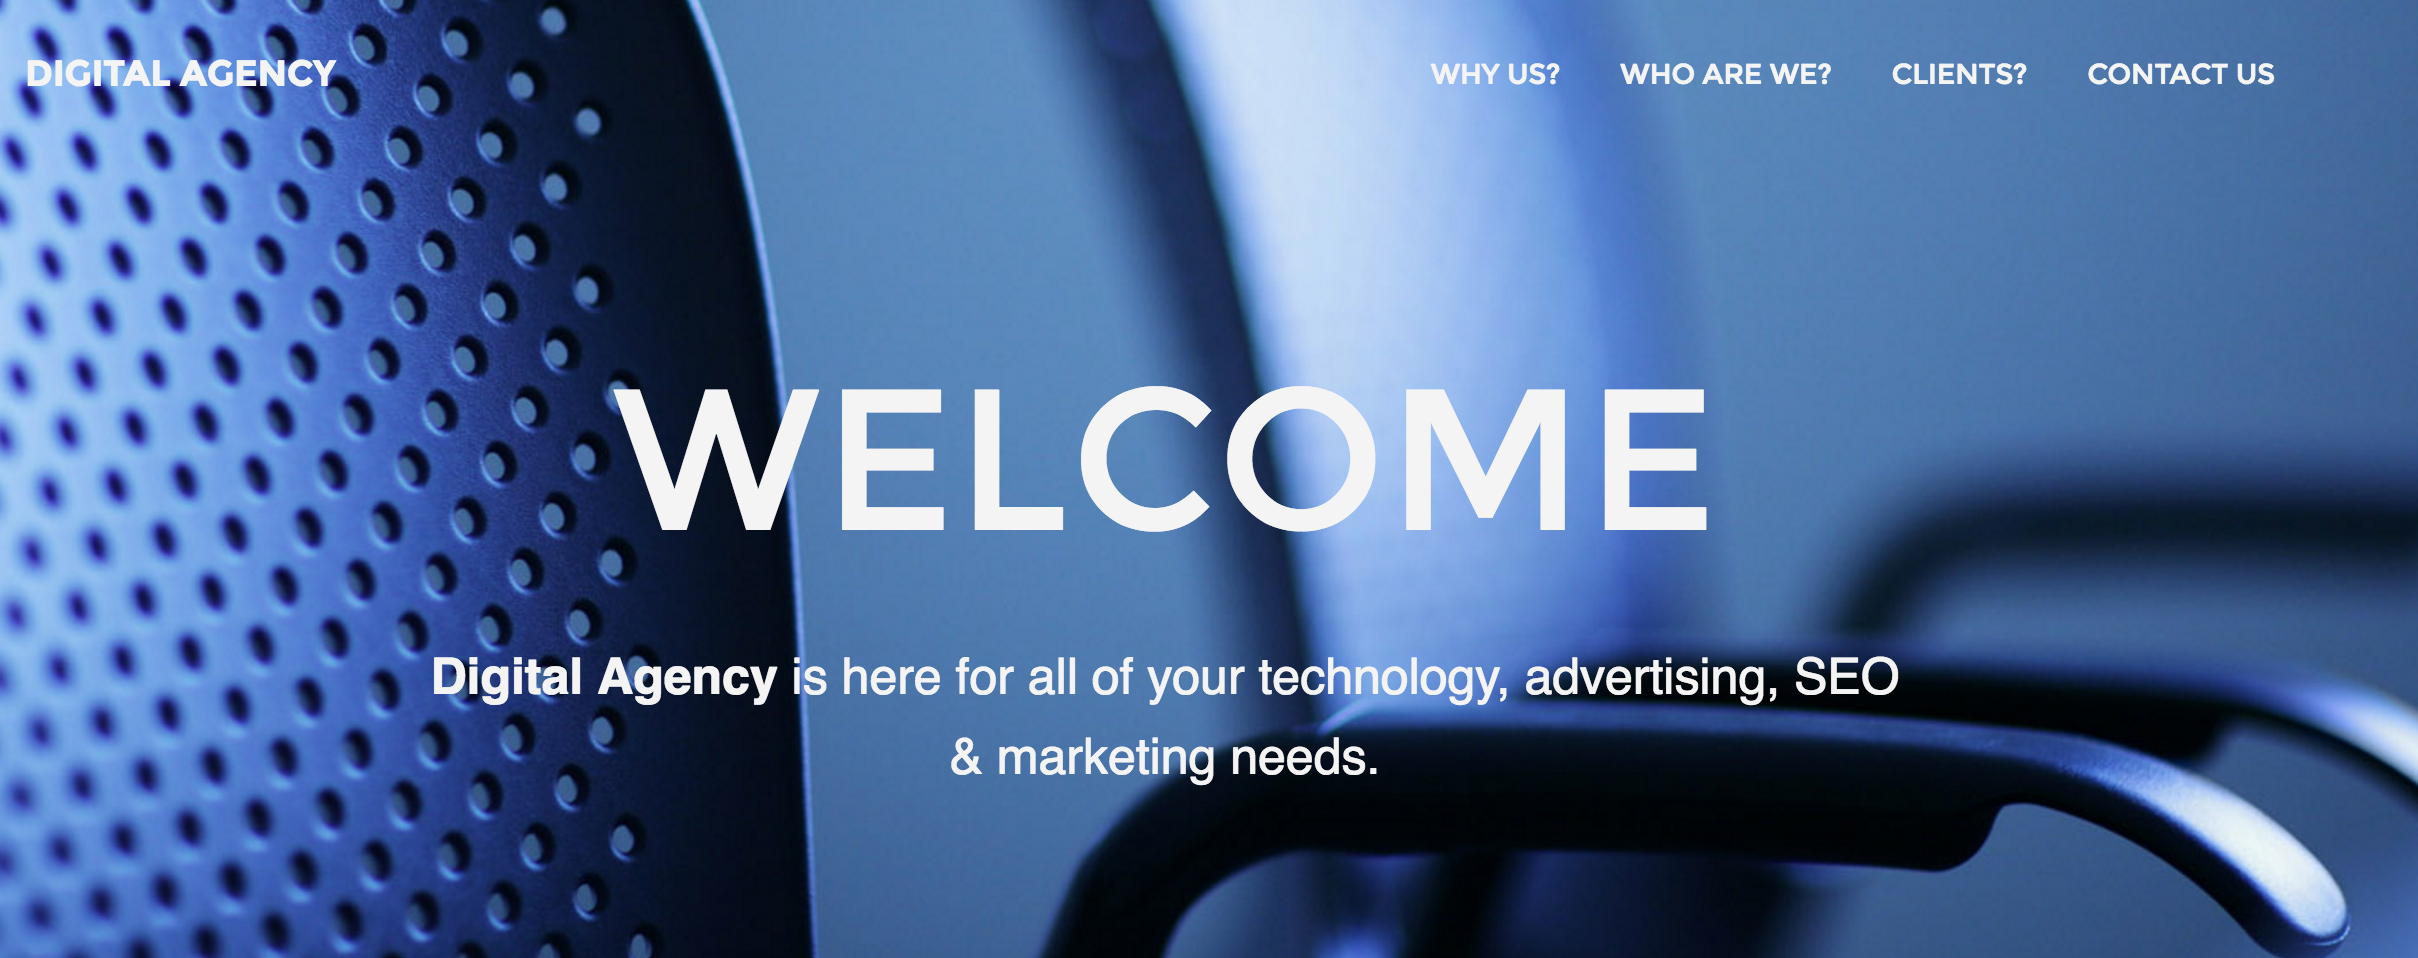 DIGITAL AGENCY
WHY US? WHO ARE WE? CLIENTS? CONTACT US
WELCOME
Digital Agency is here for all of your technology, advertising, SEO
& marketing needs.